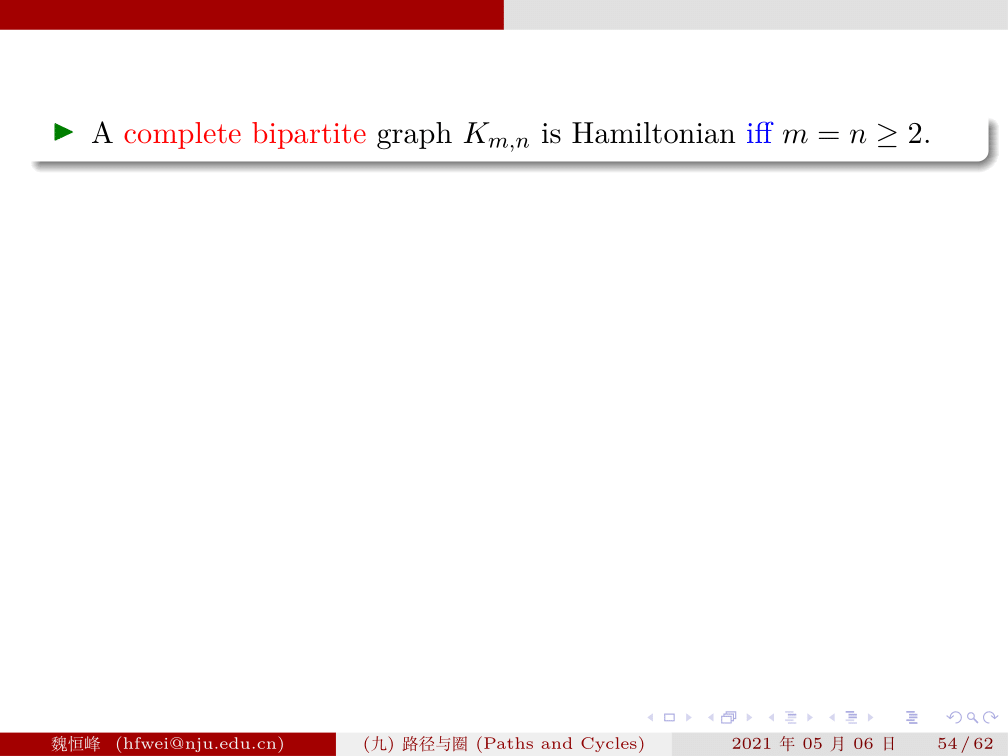 ▶ A complete bipartite graph K_{m,n} is Hamiltonian iff m = n ≥ 2.
魏恒峰 (hfwei@nju.edu.cn) (九) 路径与圈 (Paths and Cycles) 2021 年 05 月 06 日 54 / 62